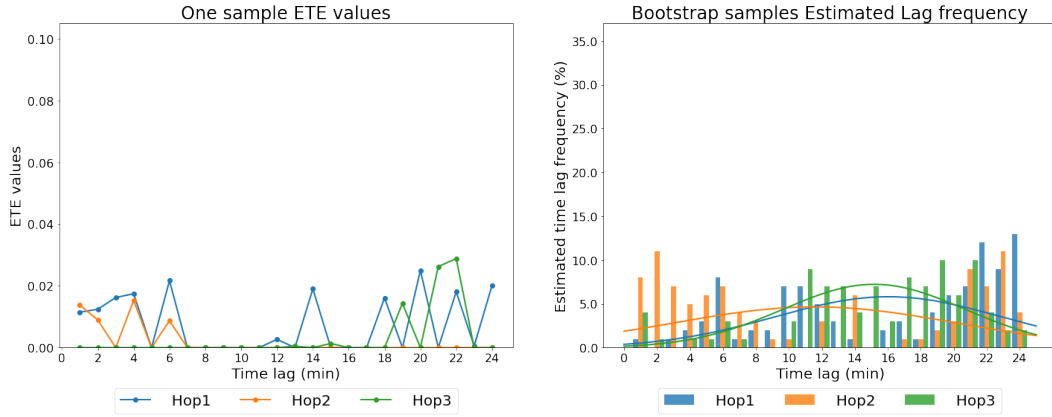 One sample ETE values
ETE values
0.10
0.08
0.06
0.04
0.02
0.00
0 2 4 6 8 10 12 14 16 18 20 22 24
Time lag (min)
Hop1 Hop2 Hop3
Bootstrap samples Estimated Lag frequency
Estimated time lag frequency (%)
35.0
30.0
25.0
20.0
15.0
10.0
5.0
0.0
0 2 4 6 8 10 12 14 16 18 20 22 24
Time lag (min)
Hop1 Hop2 Hop3